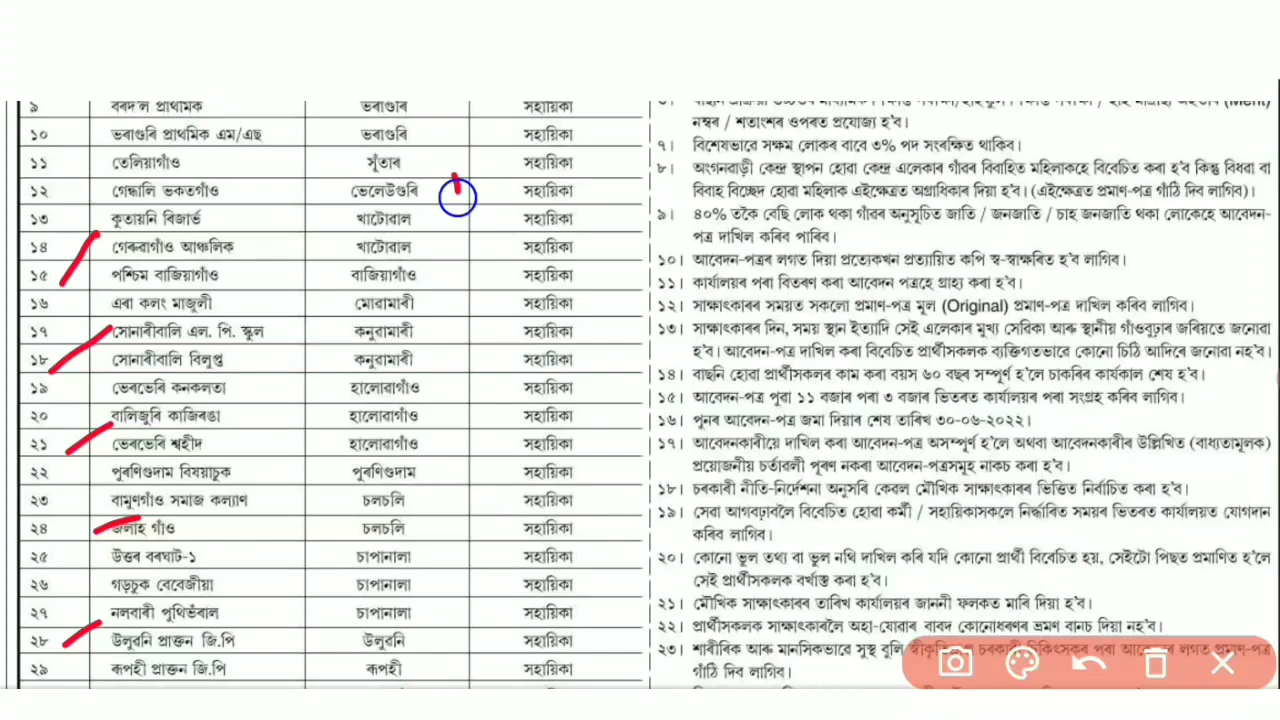 ৯ বৰদ'ল প্ৰাথমিক ভৰাগুৰি সহায়িকা
১০ ভৰাগুৰি প্ৰাথমিক এম/এছ ভৰাগুৰি সহায়িকা
১১ তেলিয়াগাঁও সূঁতাৰ সহায়িকা
১২ গেন্ধালি ভকতগাঁও ভেলেউগুৰি সহায়িকা
১৩ কুতায়নি ৰিজাৰ্ভ খাটোৱাল সহায়িকা
১৪ গেৰুৱাগাঁও আঞ্চলিক খাটোৱাল সহায়িকা
১৫ পশ্চিম বাজিয়াগাঁও বাজিয়াগাঁও সহায়িকা
১৬ এৰা কলং মাজুলী মোৱামাৰী সহায়িকা
১৭ সোনাৰীবালি এল. পি. স্কুল কনুৱামাৰী সহায়িকা
১৮ সোনাৰীবালি বিলুপ্ত কনুৱামাৰী সহায়িকা
১৯ ভেৰভেৰি কনকলতা হালোৱাগাঁও সহায়িকা
২০ বালিজুৰি কাজিৰঙা হালোৱাগাঁও সহায়িকা
২১ ভেৰভেৰি শ্বহীদ হালোৱাগাঁও সহায়িকা
২২ পুৰণিগুদাম বিষয়াচুক পুৰণিগুদাম সহায়িকা
২৩ বামুণগাঁও সমাজ কল্যাণ চলচলি সহায়িকা
২৪ জলাহ গাঁও চলচলি সহায়িকা
২৫ উত্তৰ বৰঘাট-১ চাপানালা সহায়িকা
২৬ গড়চুক বেবেজীয়া চাপানালা সহায়িকা
২৭ নলবাৰী পুথিভঁৰাল চাপানালা সহায়িকা
২৮ উলুৱনি প্ৰাক্তন জি.পি উলুৱনি সহায়িকা
২৯ ৰূপহী প্ৰাক্তন জি.পি ৰূপহী সহায়িকা
(Merit)
নম্বৰ / শতাংশৰ ওপৰত প্ৰযোজ্য হ'ব।
৭। বিশেষভাবে সক্ষম লোকৰ বাবে ৩% পদ সংৰক্ষিত থাকিব।
৮। অংগনবাড়ী কেন্দ্ৰ স্থাপন হোৱা কেন্দ্ৰ এলেকাৰ গাঁৱৰ বিবাহিত মহিলাকহে বিবেচিত কৰা হ'ব কিন্তু বিধৱা বা
বিবাহ বিচ্ছেদ হোৱা মহিলাক এইক্ষেত্ৰত অগ্ৰাধিকাৰ দিয়া হ'ব। (এইক্ষেত্ৰত প্ৰমাণ-পত্ৰ গাঁঠি দিব লাগিব)।
৯। ৪০% তকৈ বেছি লোক থকা গাঁৱৰ অনুসূচিত জাতি / জনজাতি / চাহ জনজাতি থকা লোকেহে আবেদন-
পত্ৰ দাখিল কৰিব পাৰিব।
১০। আবেদন-পত্ৰৰ লগত দিয়া প্ৰত্যেকখন প্ৰত্যায়িত কপি স্ব-স্বাক্ষৰিত হ'ব লাগিব।
১১। কাৰ্যালয়ৰ পৰা বিতৰণ কৰা আবেদন পত্ৰহে গ্ৰাহ্য কৰা হ'ব।
১২। সাক্ষাৎকাৰৰ সময়ত সকলো প্ৰমাণ-পত্ৰ মূল (Original) প্ৰমাণ-পত্ৰ দাখিল কৰিব লাগিব।
১৩। সাক্ষাৎকাৰৰ দিন, সময় স্থান ইত্যাদি সেই এলেকাৰ মুখ্য সেৱিকা আৰু স্থানীয় গাঁওবুঢ়াৰ জৰিয়তে জনোৱা
হ'ব। আবেদন-পত্ৰ দাখিল কৰা বিবেচিত প্ৰাৰ্থীসকলক ব্যক্তিগতভাৱে কোনো চিঠি আদিৰে জনোৱা নহ'ব।
১৪। বাছনি হোৱা প্ৰাৰ্থীসকলৰ কাম কৰা বয়স ৬০ বছৰ সম্পূৰ্ণ হ'লে চাকৰিৰ কাৰ্যকাল শেষ হ'ব।
১৫। আবেদন-পত্ৰ পূৱা ১১ বজাৰ পৰা ৩ বজাৰ ভিতৰত কাৰ্যালয়ৰ পৰা সংগ্ৰহ কৰিব লাগিব।
১৬। পুনৰ আবেদন-পত্ৰ জমা দিয়াৰ শেষ তাৰিখ ৩০-০৬-২০২২।
১৭। আবেদনকাৰীয়ে দাখিল কৰা আবেদন-পত্ৰ অসম্পূৰ্ণ হ'লে অথবা আবেদনকাৰীৰ উল্লিখিত (বাধ্যতামূলক)
প্ৰয়োজনীয় চৰ্তাৱলী পূৰণ নকৰা আবেদন-পত্ৰসমূহ নাকচ কৰা হ'ব।
১৮। চৰকাৰী নীতি-নিৰ্দেশনা অনুসৰি কেৱল মৌখিক সাক্ষাৎকাৰৰ ভিত্তিত নিৰ্বাচিত কৰা হ'ব।
১৯। সেৱা আগবঢ়াবলৈ বিবেচিত হোৱা কৰ্মী / সহায়িকাসকলে নিৰ্দ্ধাৰিত সময়ৰ ভিতৰত কাৰ্যালয়ত যোগদান
কৰিব লাগিব।
২০। কোনো ভুল তথ্য বা ভুল নথি দাখিল কৰি যদি কোনো প্ৰাৰ্থী বিবেচিত হয়, সেইটো পিছত প্ৰমাণিত হ'লে
সেই প্ৰাৰ্থীসকলক বৰ্খাস্ত কৰা হ'ব।
২১। মৌখিক সাক্ষাৎকাৰৰ তাৰিখ কাৰ্যালয়ৰ জাননী ফলকত মাৰি দিয়া হ'ব।
২২। প্ৰাৰ্থীসকলক সাক্ষাৎকাৰলৈ অহা-যোৱাৰ বাবদ কোনোধৰণৰ ভ্ৰমণ বানচ দিয়া নহ'ব।
২৩। শাৰীৰিক আৰু মানসিকভাৱে সুস্থ বুলি চৰকাৰী পৰা লগত প্ৰমাণ-পত্ৰ
গাঁঠি দিব লাগিব।